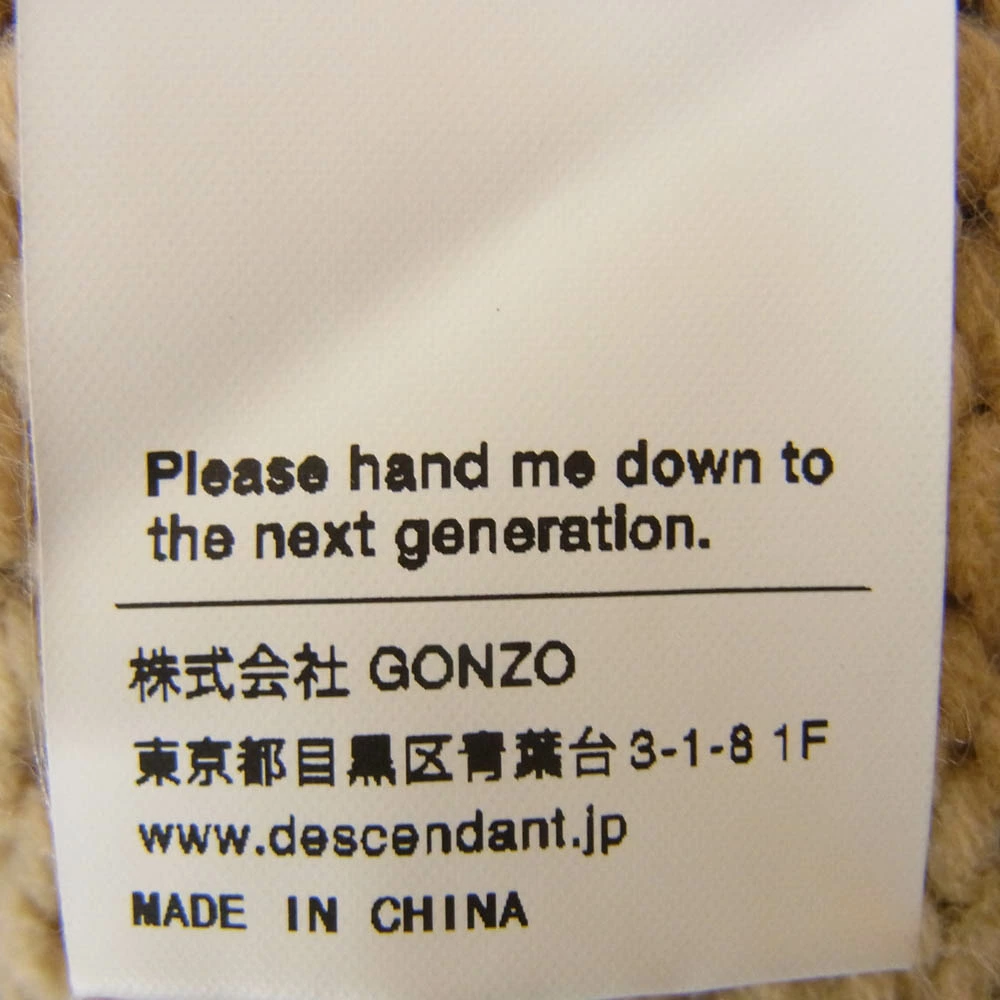 Please hand me down to
the next generation.
株式会社 GONZO
東京都目黒区青葉台3-1-8 1F
www.descendant.jp
MADE IN CHINA